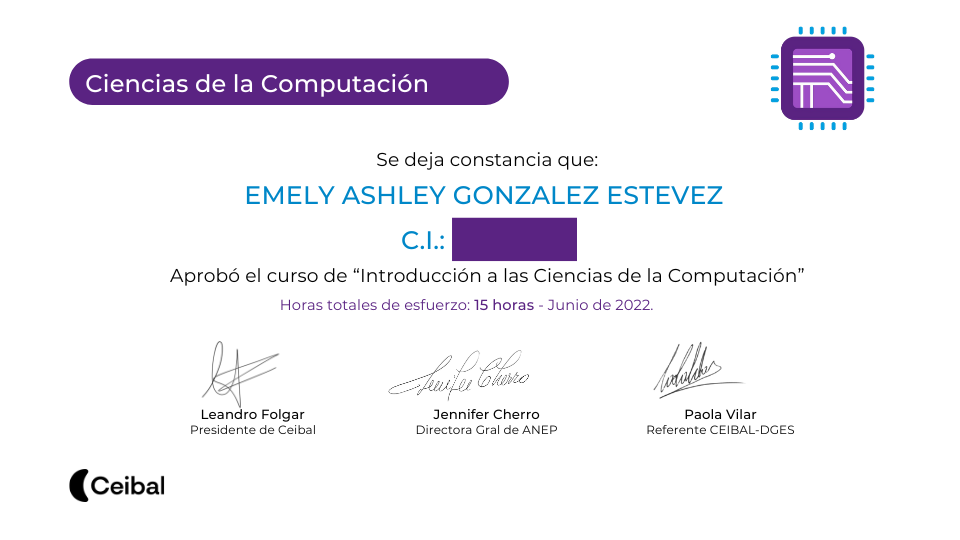 Ciencias de la Computación
Se deja constancia que:
EMELY ASHLEY GONZALEZ ESTEVEZ
C.I.:
Aprobó el curso de “Introducción a las Ciencias de la Computación”
Horas totales de esfuerzo: 15 horas - Junio de 2022.
Jennifer Cherro
Leandro Folgar
Presidente de Ceibal
Jennifer Cherro
Directora Gral de ANEP
Paola Vilar
Referente CEIBAL-DGES
Ceibal